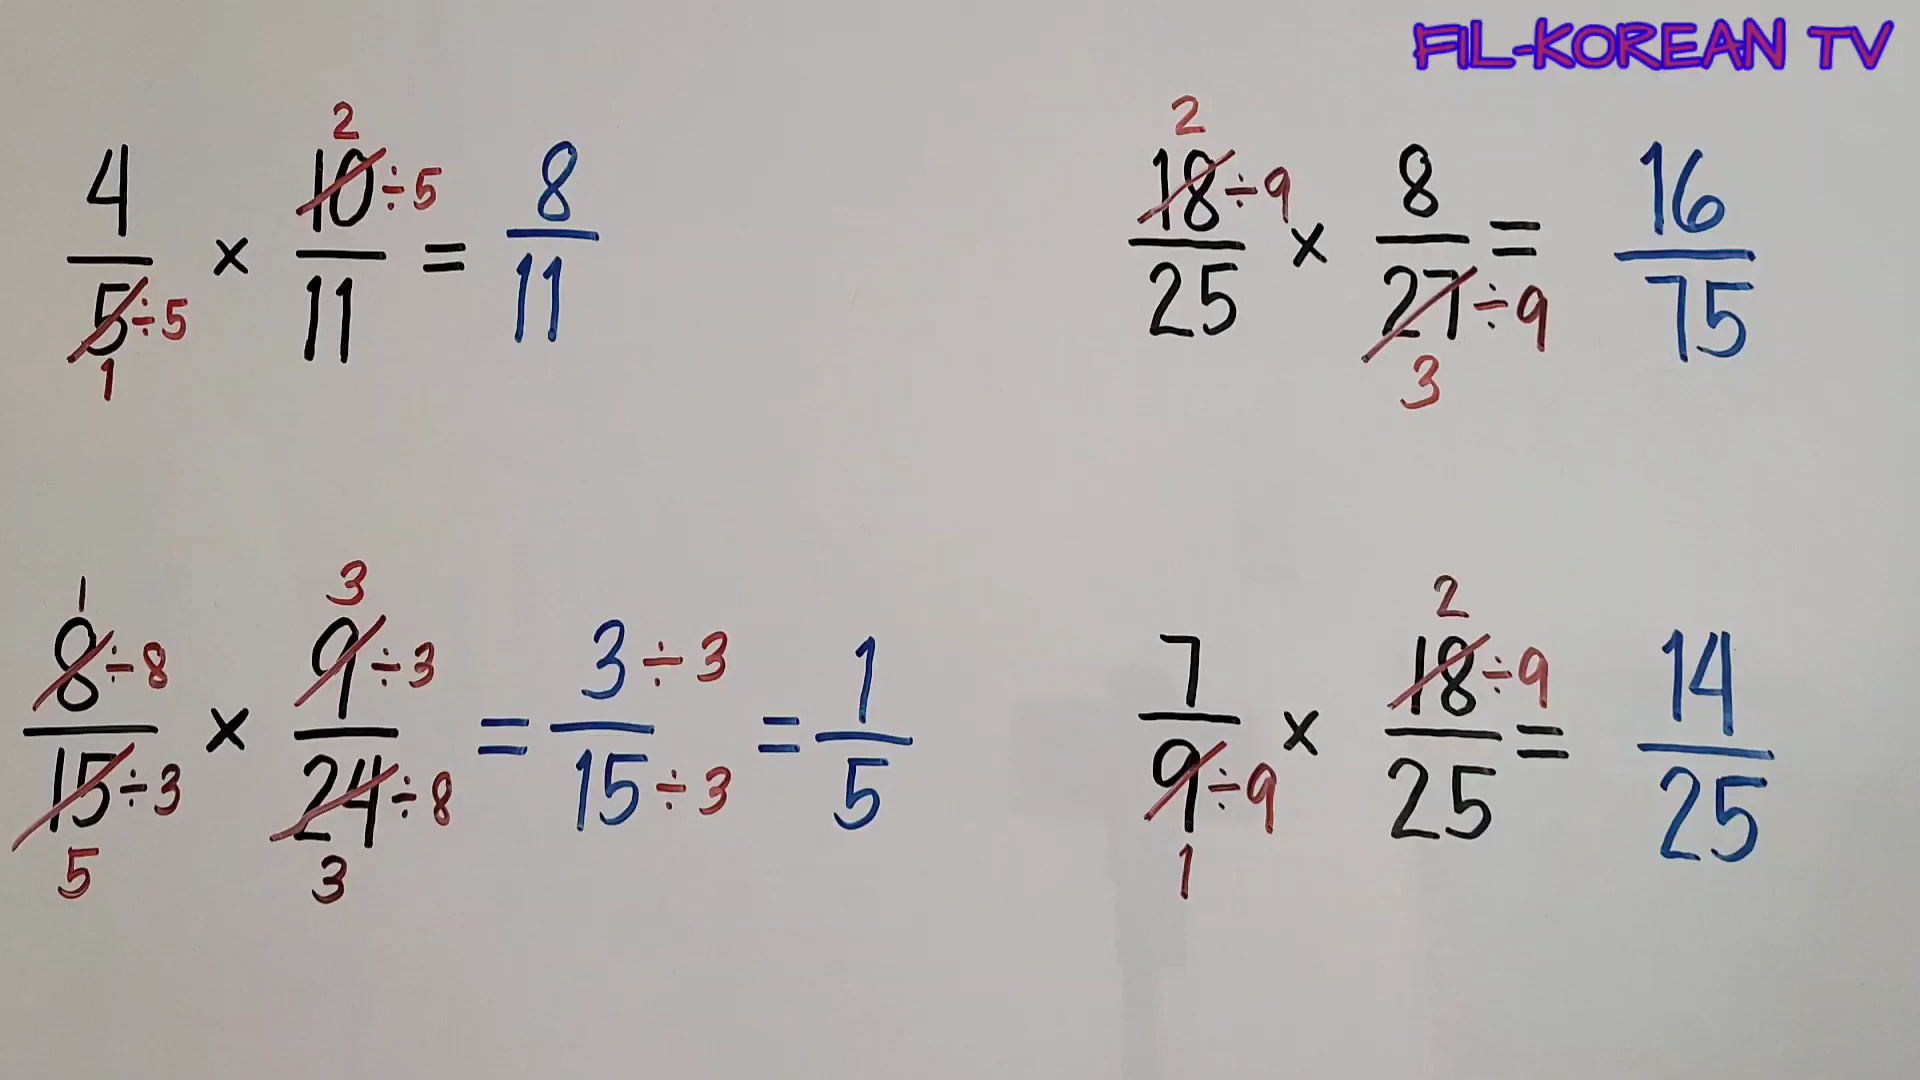 FIL-KOREAN TV
2
4/5 ÷5 × 10/11 ÷5 = 8/11
1
2
18/25 ÷9 × 8/27 ÷9 = 16/75
3
1 3
8/15 ÷8 ÷3 × 9/24 ÷3 ÷8 = 3/15 ÷3 ÷3 = 1/5
5 3
2
7/9 ÷9 × 18/25 ÷9 = 14/25
1